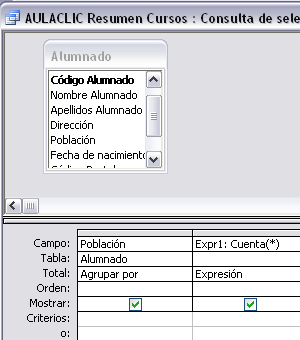 AULACLIC Resumen Cursos : Consulta de sele
Alumnado
Código Alumnado
Nombre Alumnado
Apellidos Alumnado
Dirección
Población
Fecha de nacimiento
Campo: Población Expr1: Cuenta(*)
Tabla: Alumnado
Total: Agrupar por Expresión
Orden:
Mostrar:
Criterios:
o: